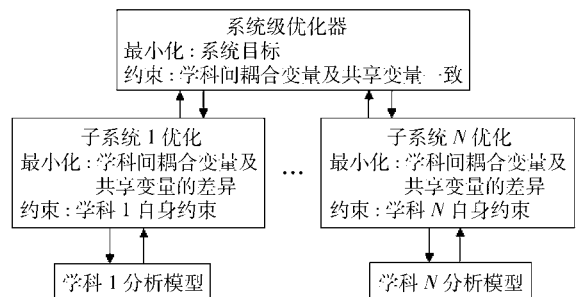 系统级优化器
最小化:系统目标
约束:学科间耦合变量及共享变量一致
子系统1优化
最小化:学科间耦合变量及
共享变量的差异
约束:学科1自身约束
...
子系统N优化
最小化:学科间耦合变量及
共享变量的差异
约束:学科N自身约束
学科1分析模型
学科N分析模型